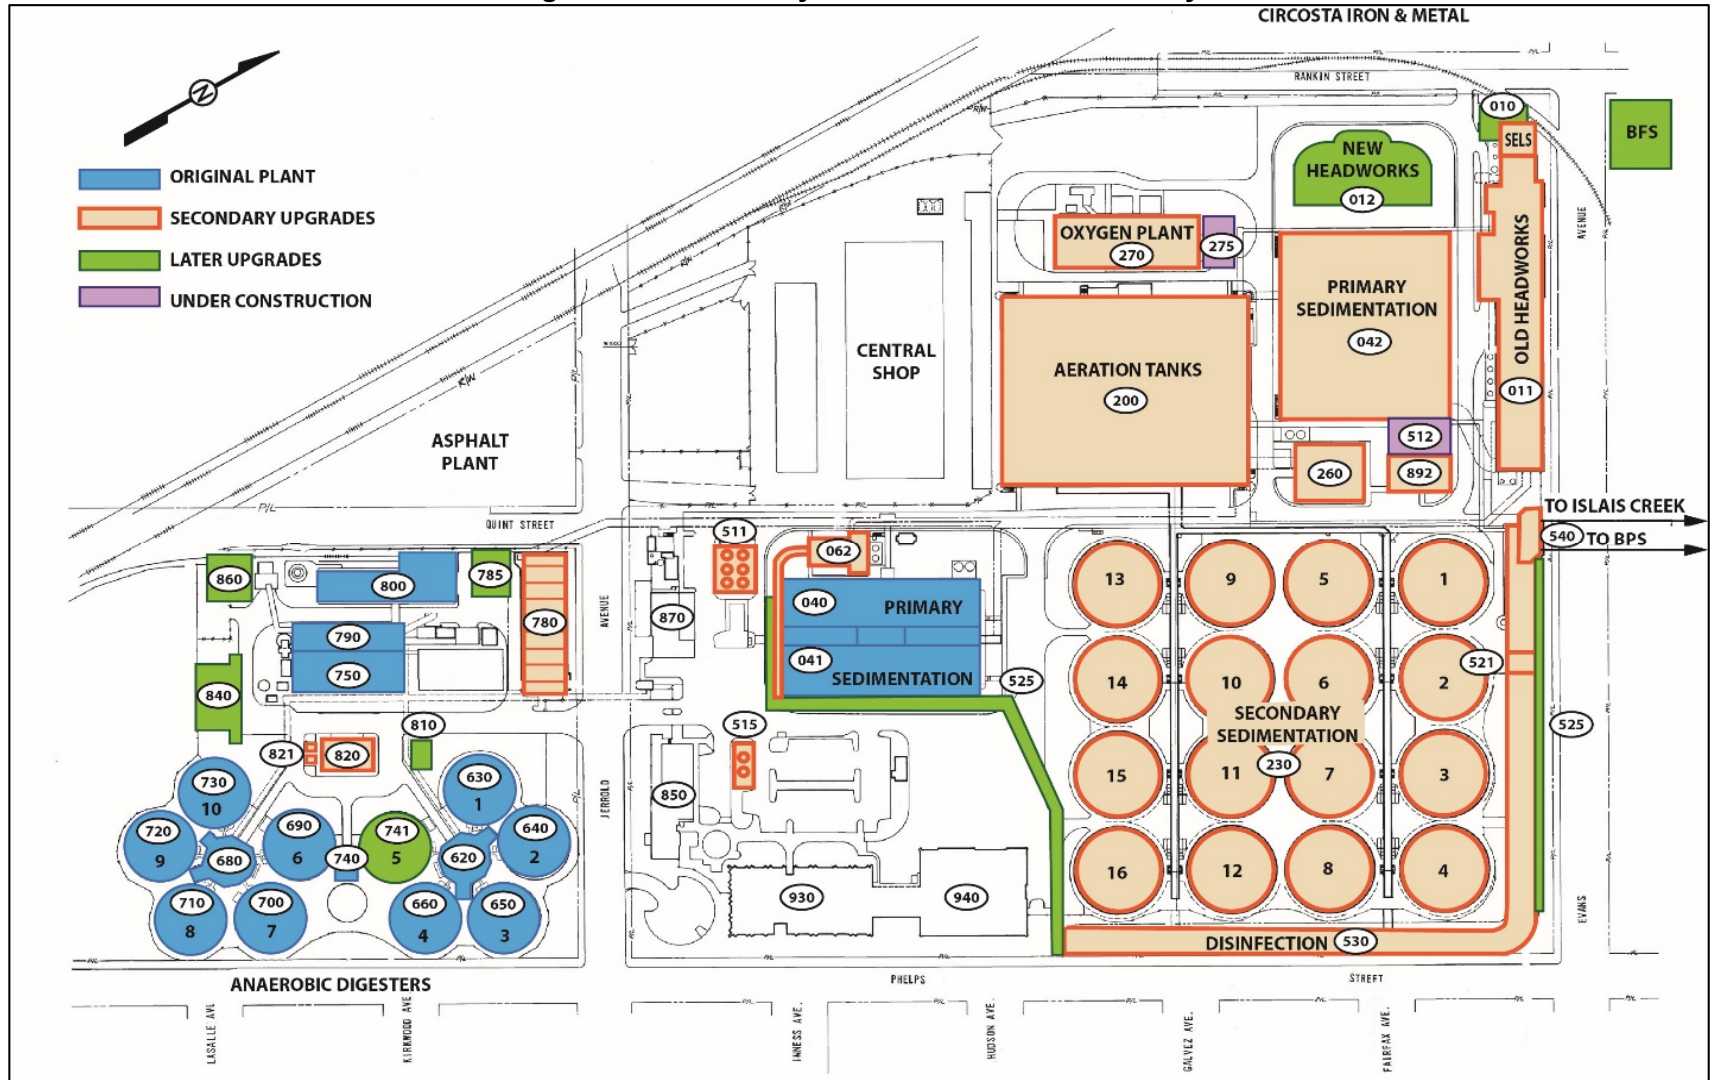 CIRCOSTA IRON & METAL
RANKIN STREET
N
ORIGINAL PLANT
SECONDARY UPGRADES
LATER UPGRADES
UNDER CONSTRUCTION
010
SELS
BFS
NEW
HEADWORKS
012
OXYGEN PLANT
270
275
AVENUE
OLD HEADWORKS
011
PRIMARY
SEDIMENTATION
042
CENTRAL
SHOP
AERATION TANKS
200
R/W
ASPHALT
PLANT
512
892
260
P/L
QUINT STREET
TO ISLAIS CREEK
540
TO BPS
511
062
860
800
785
780
AVENUE
870
040
PRIMARY
041
SEDIMENTATION
525
790
750
840
13
9
5
1
14
10
6
2
521
SECONDARY
SEDIMENTATION
230
525
810
821
820
515
850
JERROLD
15
11
7
3
730
10
630
1
720
9
690
6
741
5
640
2
680
740
620
710
8
700
7
660
4
650
3
930
940
16
12
8
4
EVANS
DISINFECTION
530
PHELPS
STREET
ANAEROBIC DIGESTERS
LASALLE AVE
KIRKWOOD AVE
INNESS AVE.
HUDSON AVE.
GALVEZ AVE.
FAIRFAX AVE.